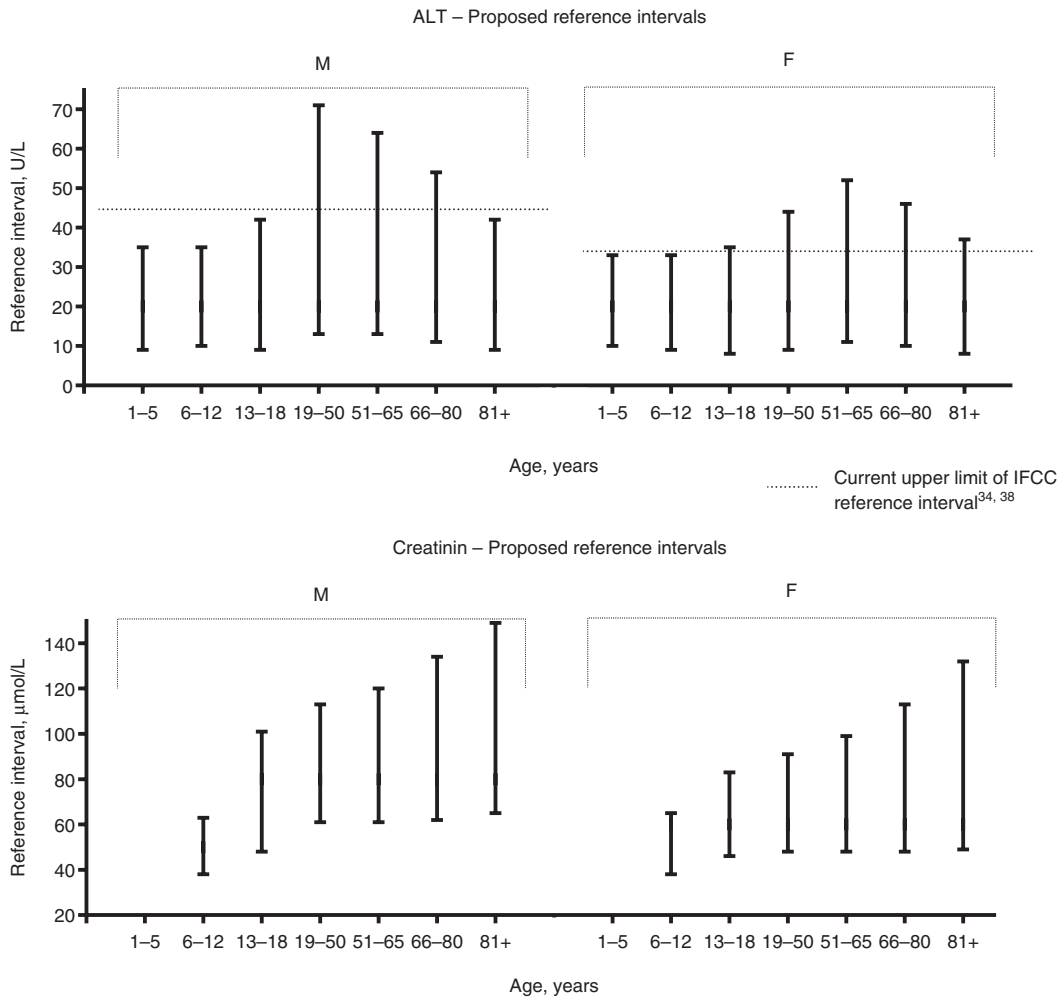 ALT – Proposed reference intervals
M
F
Reference interval, U/L
70
60
50
40
30
20
10
0
1–5 6–12 13–18 19–50 51–65 66–80 81+ 1–5 6–12 13–18 19–50 51–65 66–80 81+
Age, years
Current upper limit of IFCC
reference interval34, 38
Creatinin – Proposed reference intervals
M
F
Reference interval, μmol/L
140
120
100
80
60
40
20
1–5 6–12 13–18 19–50 51–65 66–80 81+ 1–5 6–12 13–18 19–50 51–65 66–80 81+
Age, years